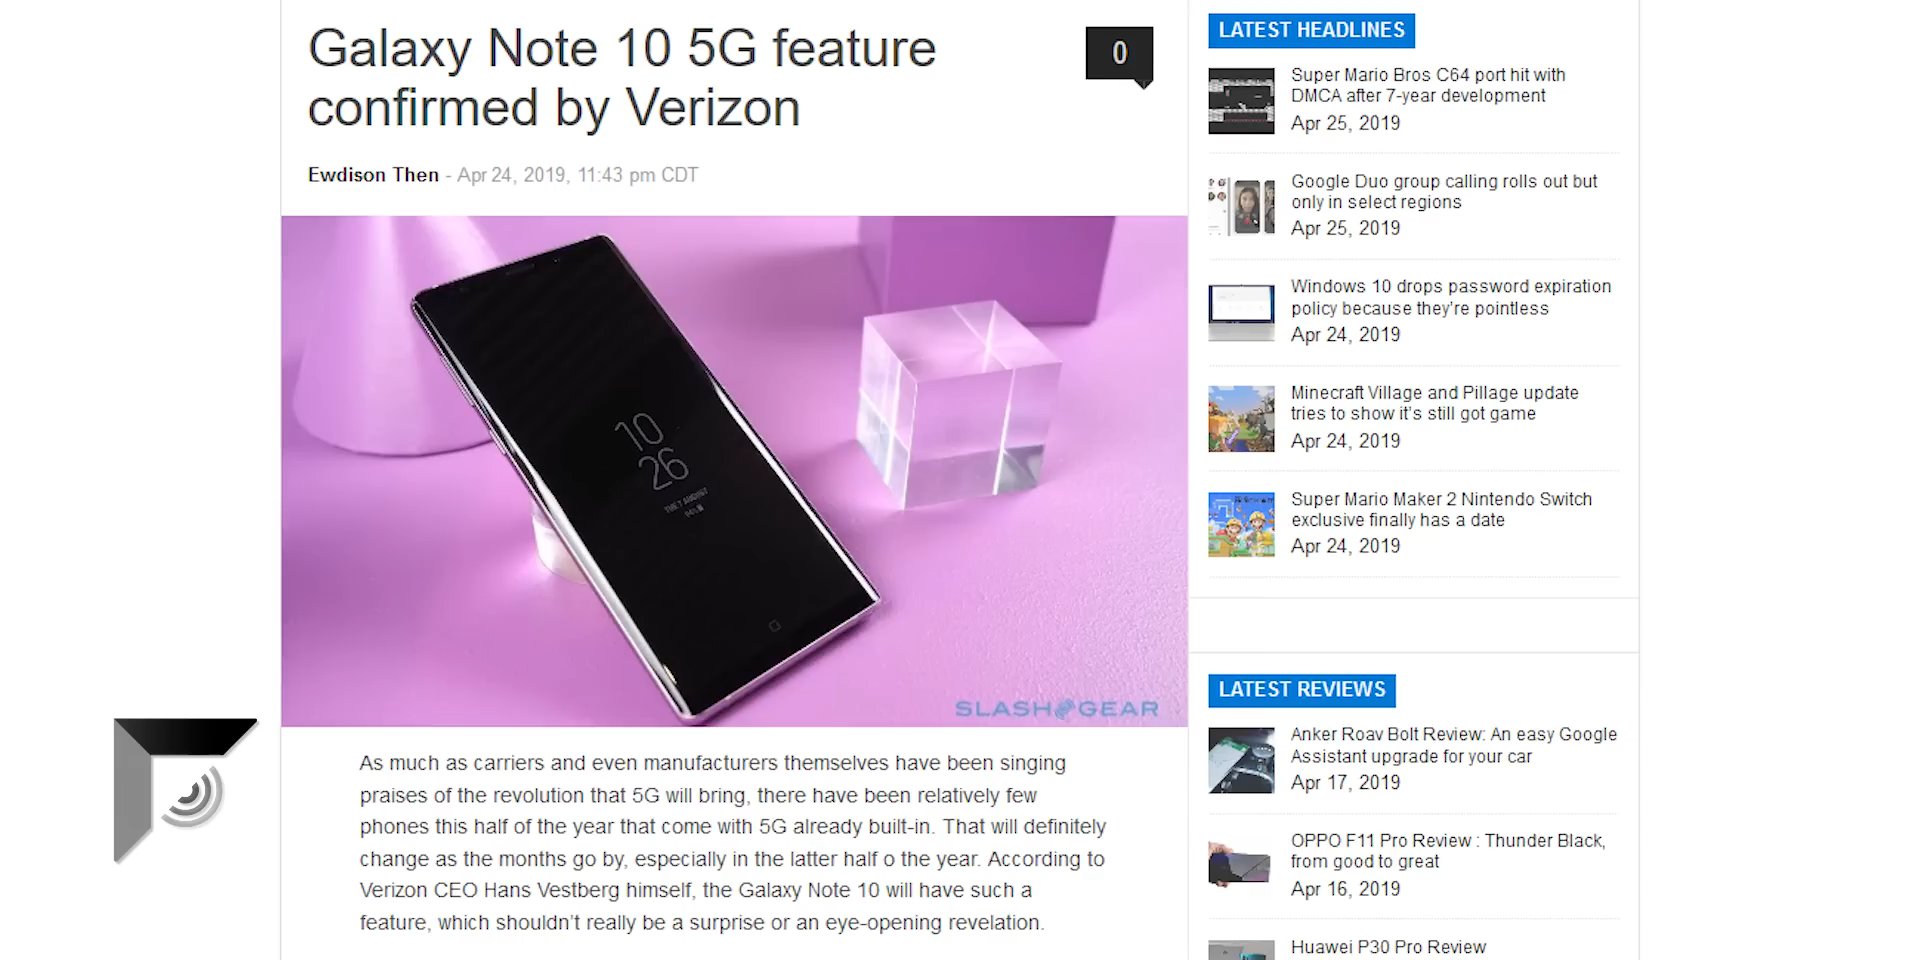 Galaxy Note 10 5G feature
confirmed by Verizon
0
Ewdison Then - Apr 24, 2019, 11:43 pm CDT
10
26
SLASHGEAR
As much as carriers and even manufacturers themselves have been singing
praises of the revolution that 5G will bring, there have been relatively few
phones this half of the year that come with 5G already built-in. That will definitely
change as the months go by, especially in the latter half o the year. According to
Verizon CEO Hans Vestberg himself, the Galaxy Note 10 will have such a
feature, which shouldn't really be a surprise or an eye-opening revelation.
LATEST HEADLINES
Super Mario Bros C64 port hit with
DMCA after 7-year development
Apr 25, 2019
Google Duo group calling rolls out but
only in select regions
Apr 25, 2019
Windows 10 drops password expiration
policy because they're pointless
Apr 24, 2019
Minecraft Village and Pillage update
tries to show it's still got game
Apr 24, 2019
Super Mario Maker 2 Nintendo Switch
exclusive finally has a date
Apr 24, 2019
LATEST REVIEWS
Anker Roav Bolt Review: An easy Google
Assistant upgrade for your car
Apr 17, 2019
OPPO F11 Pro Review : Thunder Black,
from good to great
Apr 16, 2019
Huawei P30 Pro Review